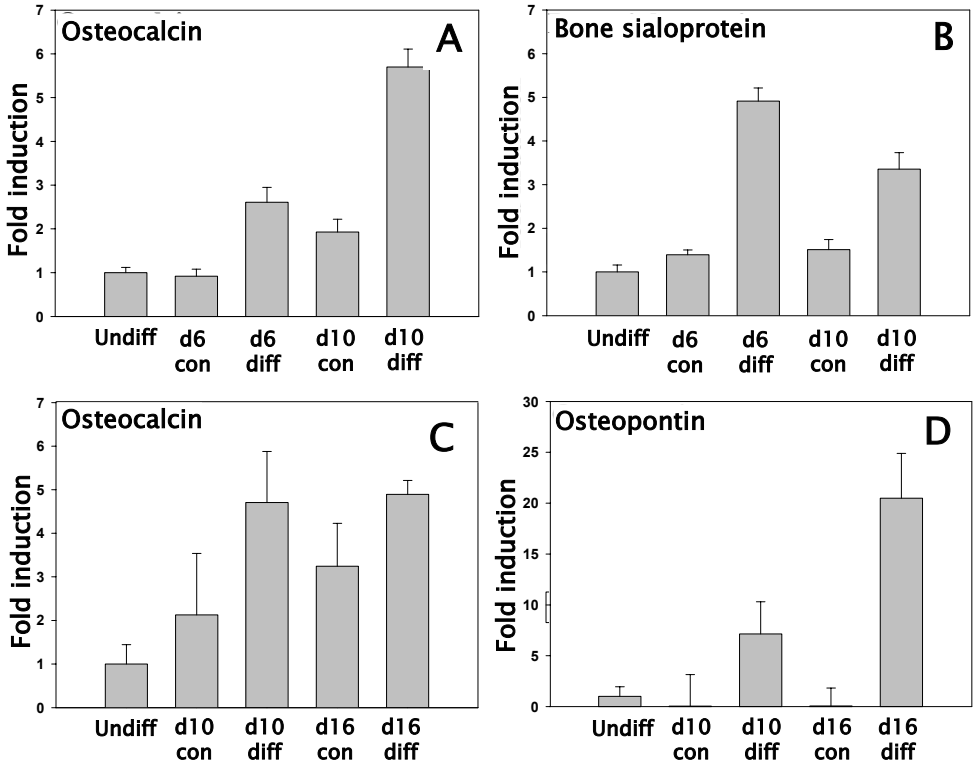 Osteocalcin
A
Fold induction
7
6
5
4
3
2
1
0
Undiff
d6
con
d6
diff
d10
con
d10
diff
Bone sialoprotein
B
Fold induction
7
6
5
4
3
2
1
0
Undiff
d6
con
d6
diff
d10
con
d10
diff
Osteocalcin
C
Fold induction
7
6
5
4
3
2
1
0
Undiff
d10
con
d10
diff
d16
con
d16
diff
Osteopontin
D
Fold induction
30
25
20
15
10
5
0
Undiff
d10
con
d10
diff
d16
con
d16
diff